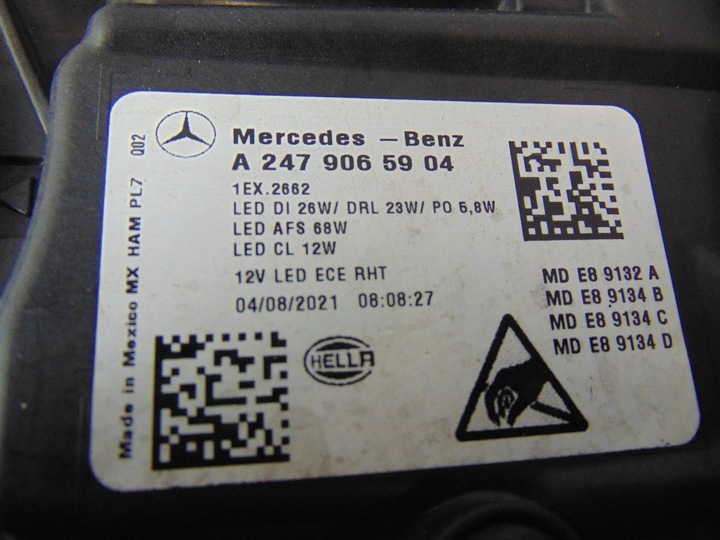 Mercedes-Benz
A 247 906 59 04
1EX.2662
LED DI 26W/ DRL 23W/ PO 5,8W
LED AFS 68W
LED CL 12W
12V LED ECE RHT
04/08/2021 08:08:27
MD E8 9132 A
MD E8 9134 B
MD E8 9134 C
MD E8 9134 D
HELLA
Made in Mexico MX HAM PL7 Q02